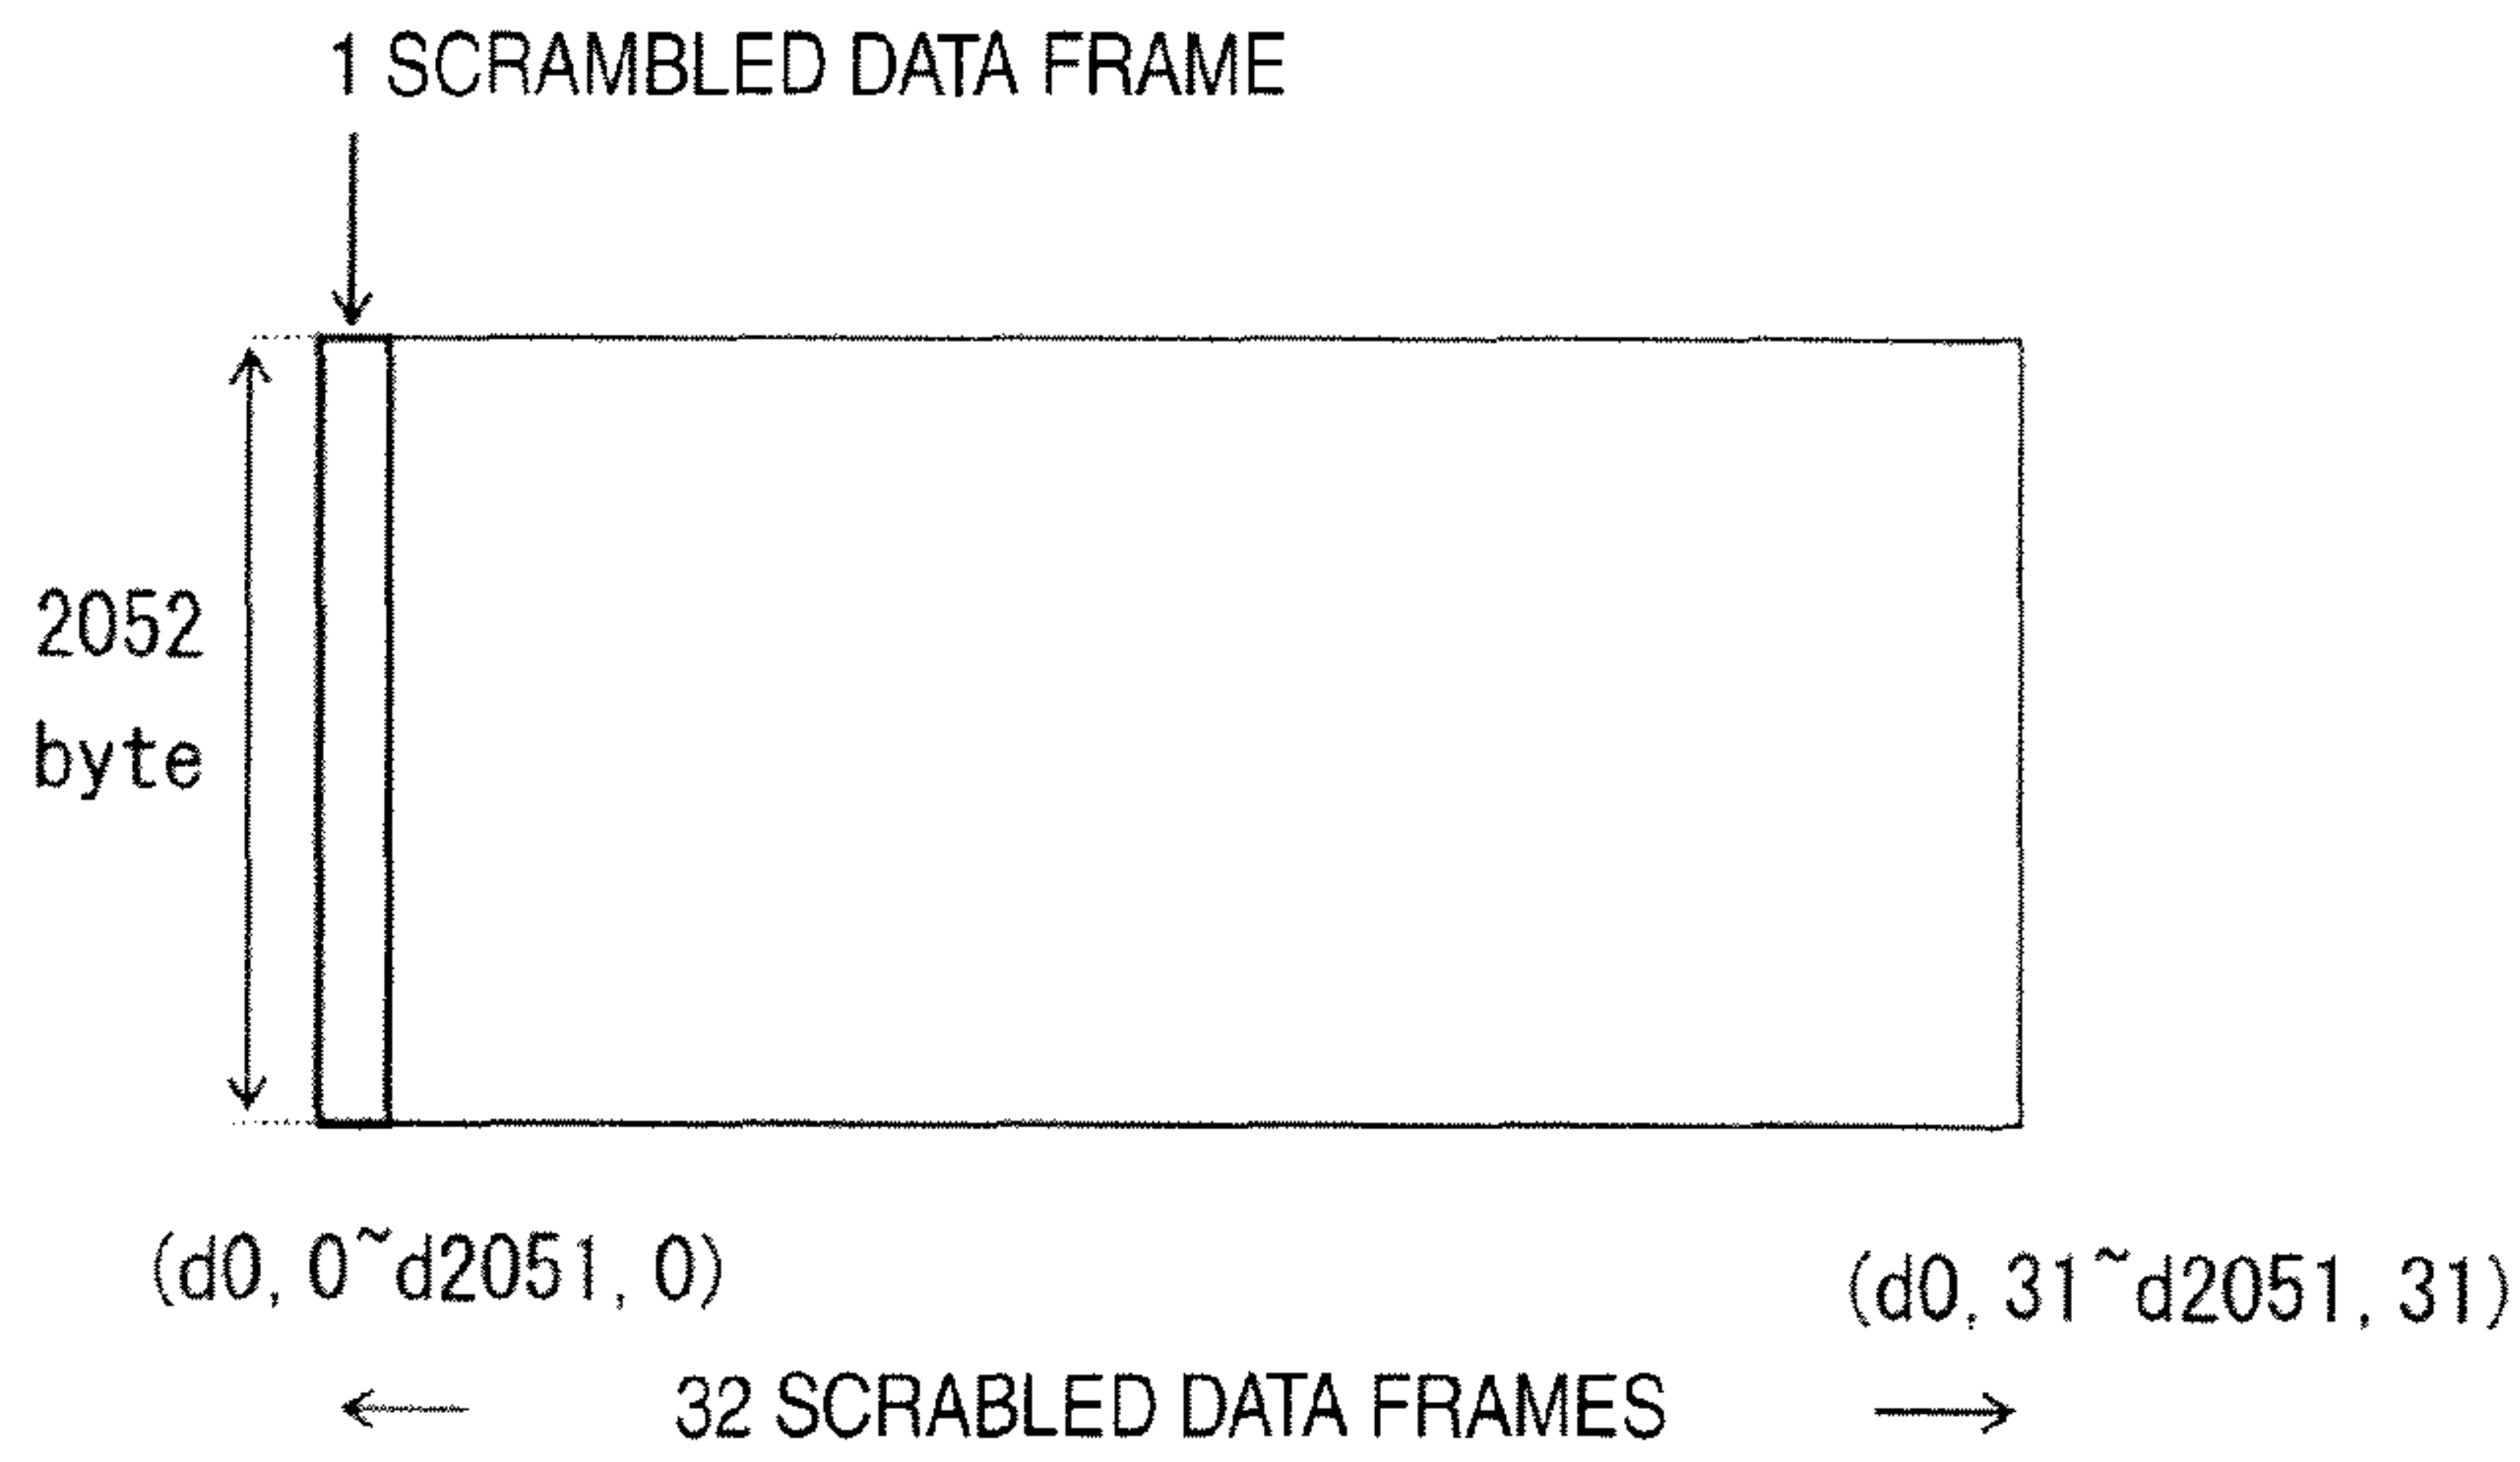 1 SCRAMBLED DATA FRAME
2052
byte
(d0, 0~d2051, 0)
(d0, 31~d2051, 31)
32 SCRABLED DATA FRAMES